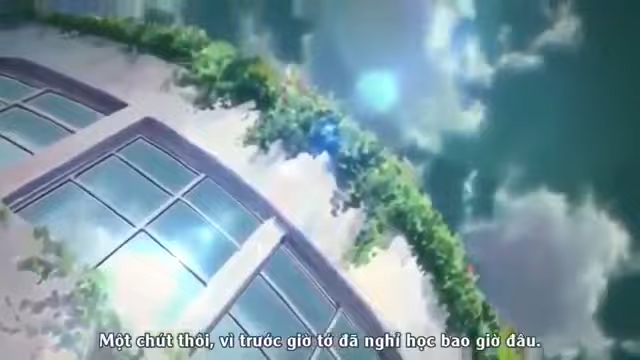 Một chút thôi, vì trước giờ tớ đã nghỉ học bao giờ đâu.